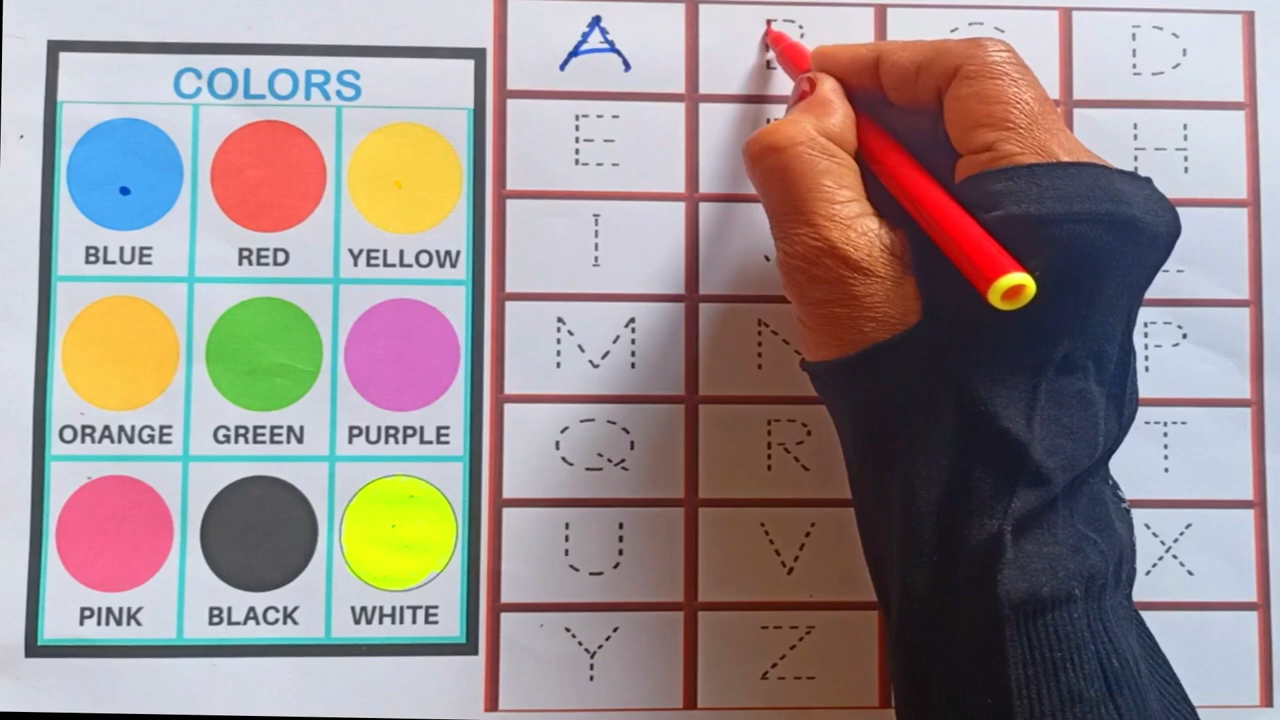 COLORS
BLUE RED YELLOW
ORANGE GREEN PURPLE
PINK BLACK WHITE
A B D
E H
I
M N P
Q R T
U V X
Y Z